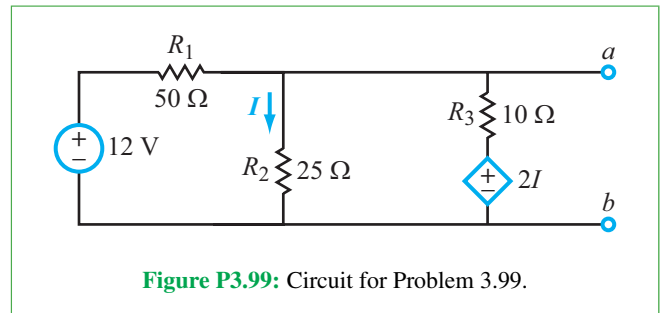 R1
a
50 Ω
I
R3
10 Ω
+
−
12 V
R2
25 Ω
+
−
2I
b
Figure P3.99: Circuit for Problem 3.99.